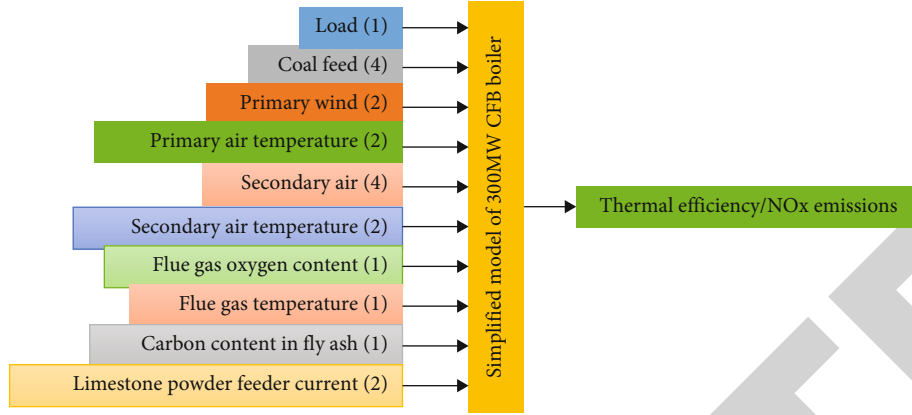 Load (1)
Coal feed (4)
Primary wind (2)
Primary air temperature (2)
Secondary air (4)
Secondary air temperature (2)
Flue gas oxygen content (1)
Flue gas temperature (1)
Carbon content in fly ash (1)
Limestone powder feeder current (2)
Simplified model of 300MW CFB boiler
Thermal efficiency/NOx emissions